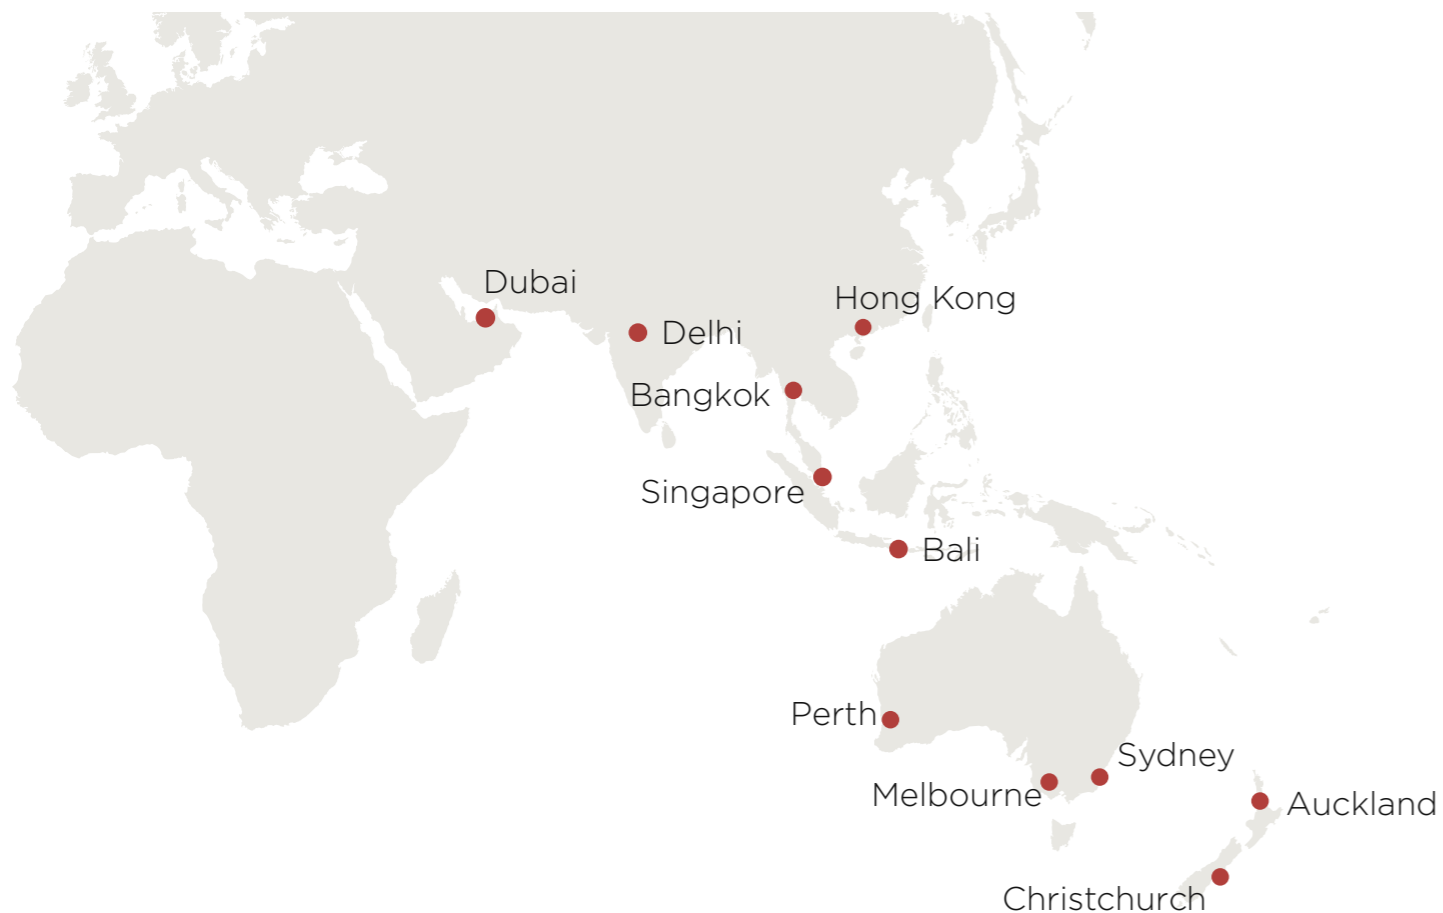 Dubai
Hong Kong
Delhi
Bangkok
Singapore
Bali
Perth
Sydney
Melbourne
Auckland
Christchurch